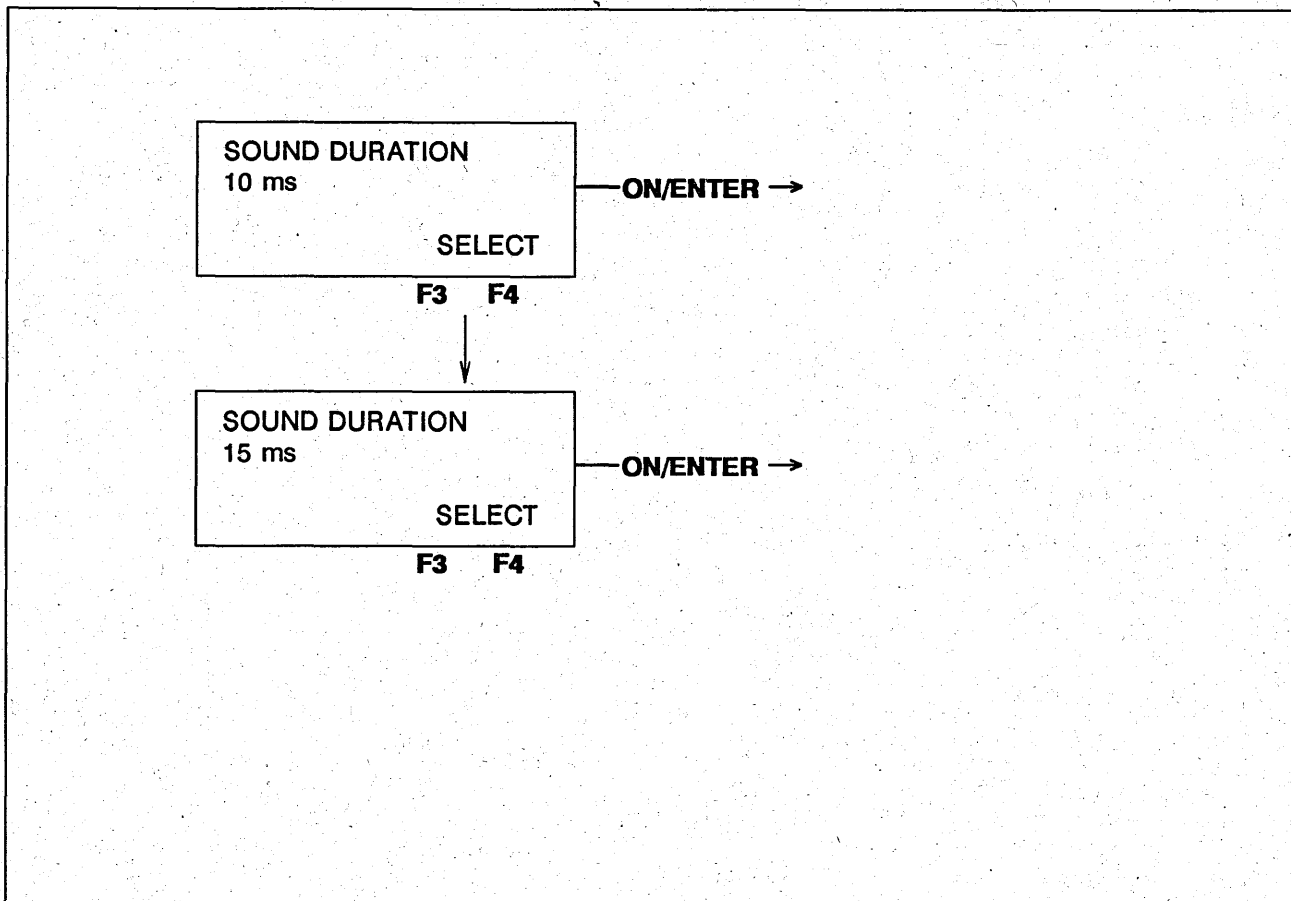 SOUND DURATION
10 ms
ON/ENTER
SELECT
F3 F4
SOUND DURATION
15 ms
ON/ENTER
SELECT
F3 F4